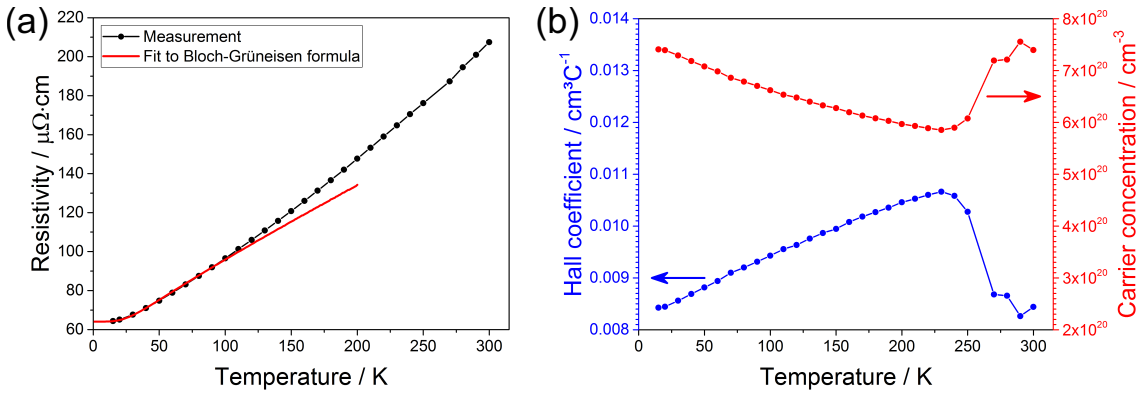 (a)
220
200
180
160
140
120
100
80
60
Resistivity / μΩ·cm
Measurement
Fit to Bloch-Grüneisen formula
0 50 100 150 200 250 300
Temperature / K
(b)
0.014
0.013
0.012
0.011
0.010
0.009
0.008
Hall coefficient / cm³C⁻¹
8x10²⁰
7x10²⁰
6x10²⁰
5x10²⁰
4x10²⁰
3x10²⁰
2x10²⁰
Carrier concentration / cm⁻³
0 50 100 150 200 250 300
Temperature / K